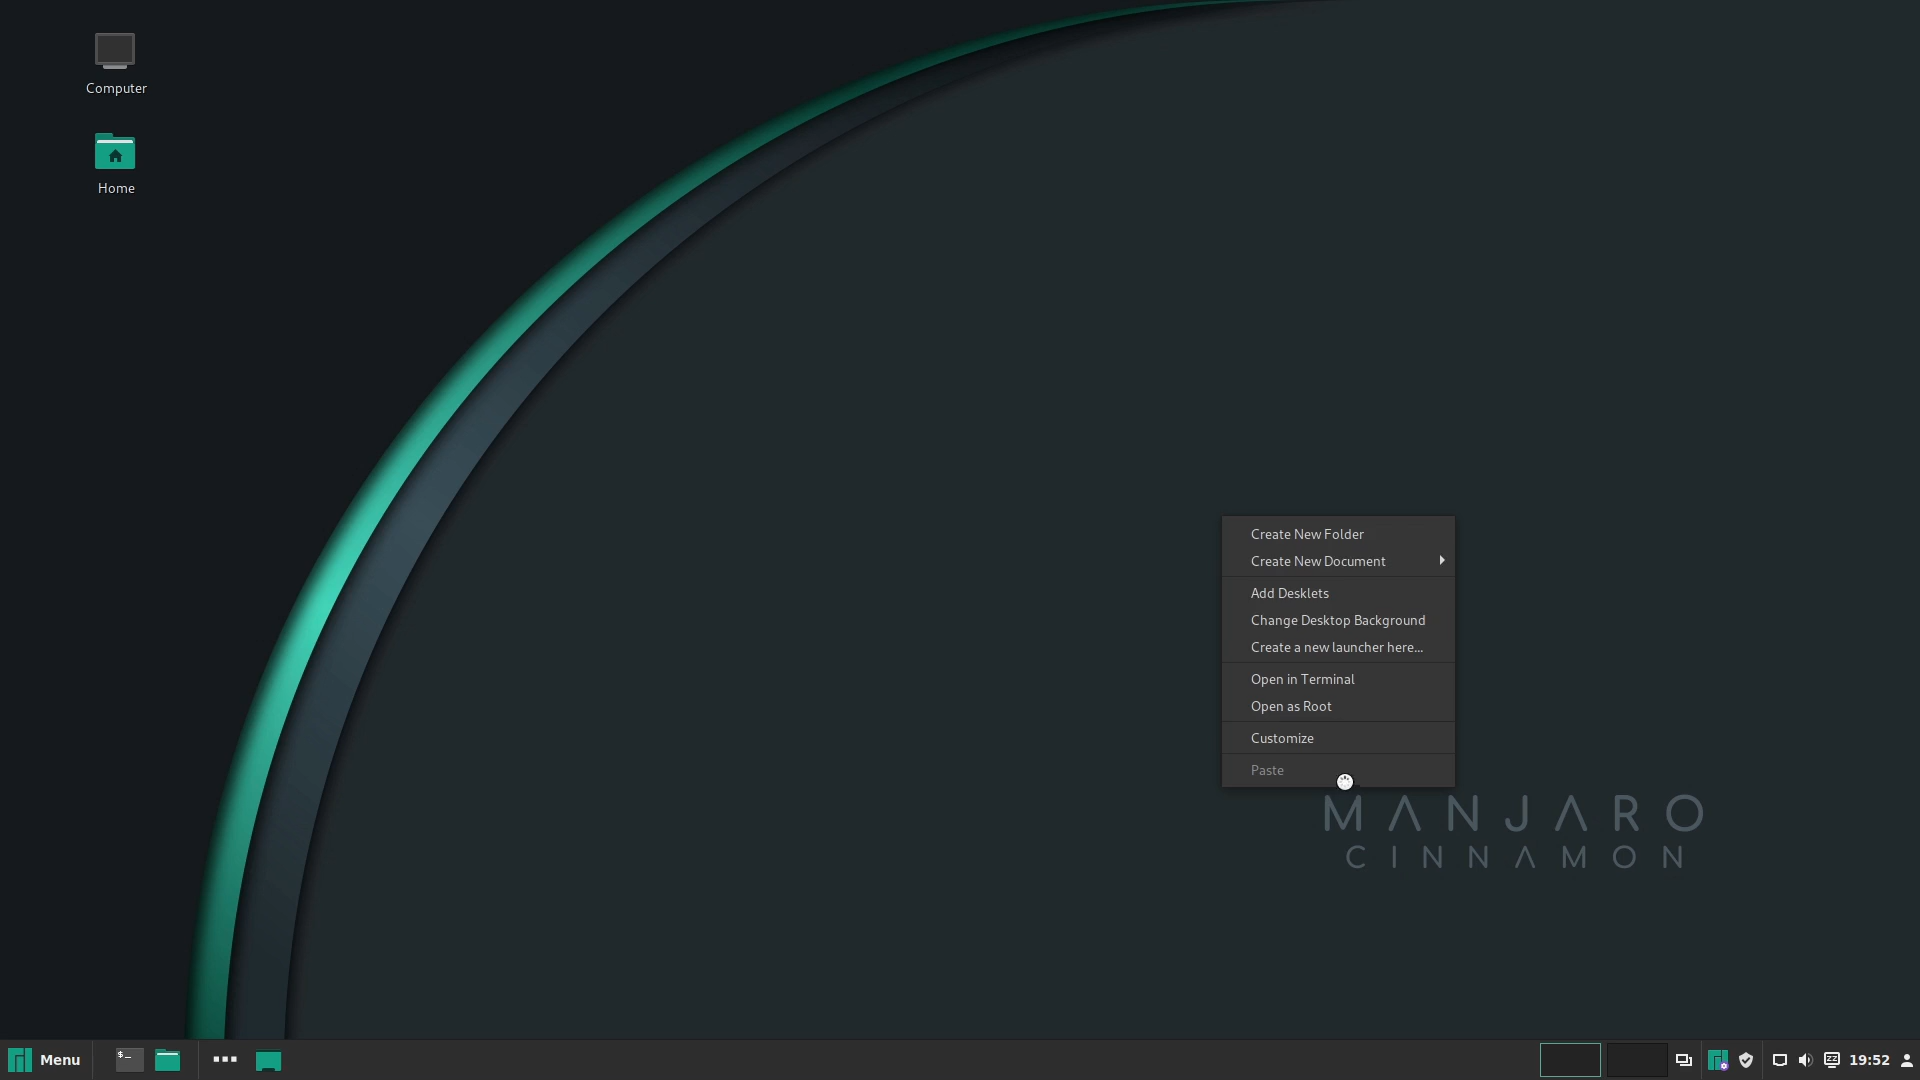 Computer
Home
Create New Folder
Create New Document
Add Desklets
Change Desktop Background
Create a new launcher here...
Open in Terminal
Open as Root
Customize
Paste
MANJARO
CINNAMON
Menu
$_
zz
19:52